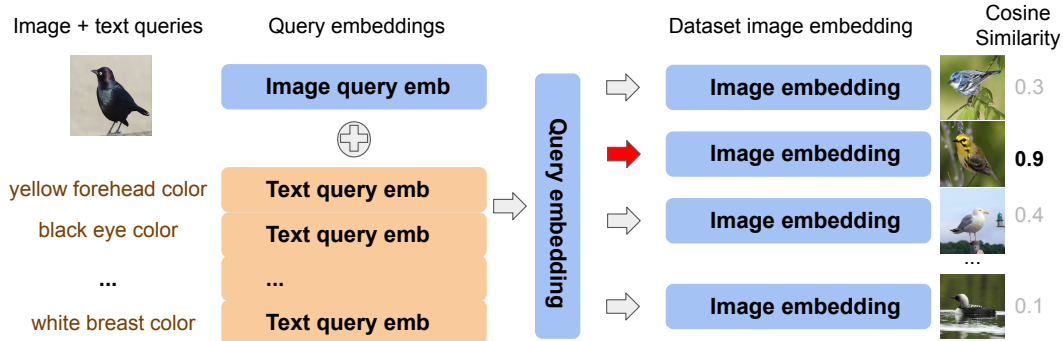 Image + text queries
Query embeddings
Dataset image embedding
Cosine
Similarity
Image query emb
yellow forehead color
Text query emb
black eye color
Text query emb
...
...
white breast color
Text query emb
Query embedding
Image embedding
0.3
Image embedding
0.9
Image embedding
0.4
...
Image embedding
0.1